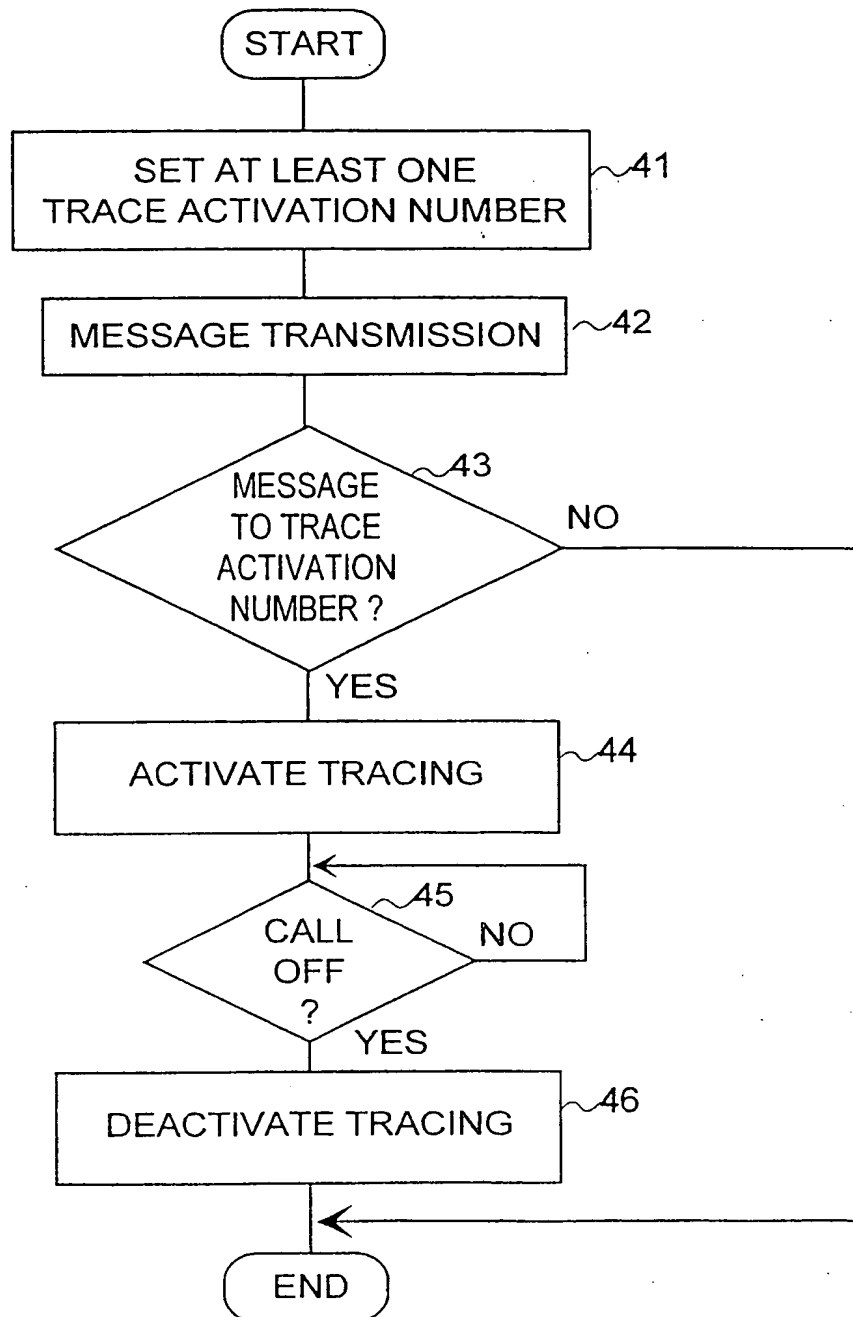 START
SET AT LEAST ONE
TRACE ACTIVATION NUMBER
41
MESSAGE TRANSMISSION
42
43
MESSAGE
TO TRACE
ACTIVATION
NUMBER ?
NO
YES
ACTIVATE TRACING
44
45
CALL
OFF
?
NO
YES
DEACTIVATE TRACING
46
END